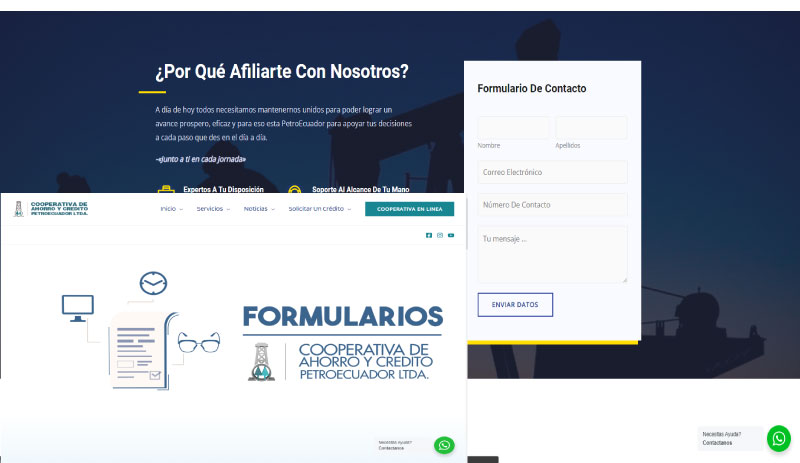 ¿Por Qué Afiliarte Con Nosotros?
A día de hoy todos necesitamos mantenernos unidos para poder lograr un
avance prospero, eficaz y para eso esta PetroEcuador para apoyar tus decisiones
a cada paso que des en el día a día.
«Junto a ti en cada jornada»
Expertos A Tu Disposición
Soporte Al Alcance De Tu Mano
Formulario De Contacto
Nombre
Apellidos
Correo Electrónico
Número De Contacto
Tu mensaje ...
ENVIAR DATOS
COOPERATIVA DE
AHORRO Y CREDITO
PETROECUADOR LTDA.
Inicio
Servicios
Noticias
Solicitar un Crédito
COOPERATIVA EN LINEA
FORMULARIOS
COOPERATIVA DE
AHORRO Y CREDITO
PETROECUADOR LTDA.
Necesitas Ayuda?
Contactanos
Necesitas Ayuda?
Contactanos